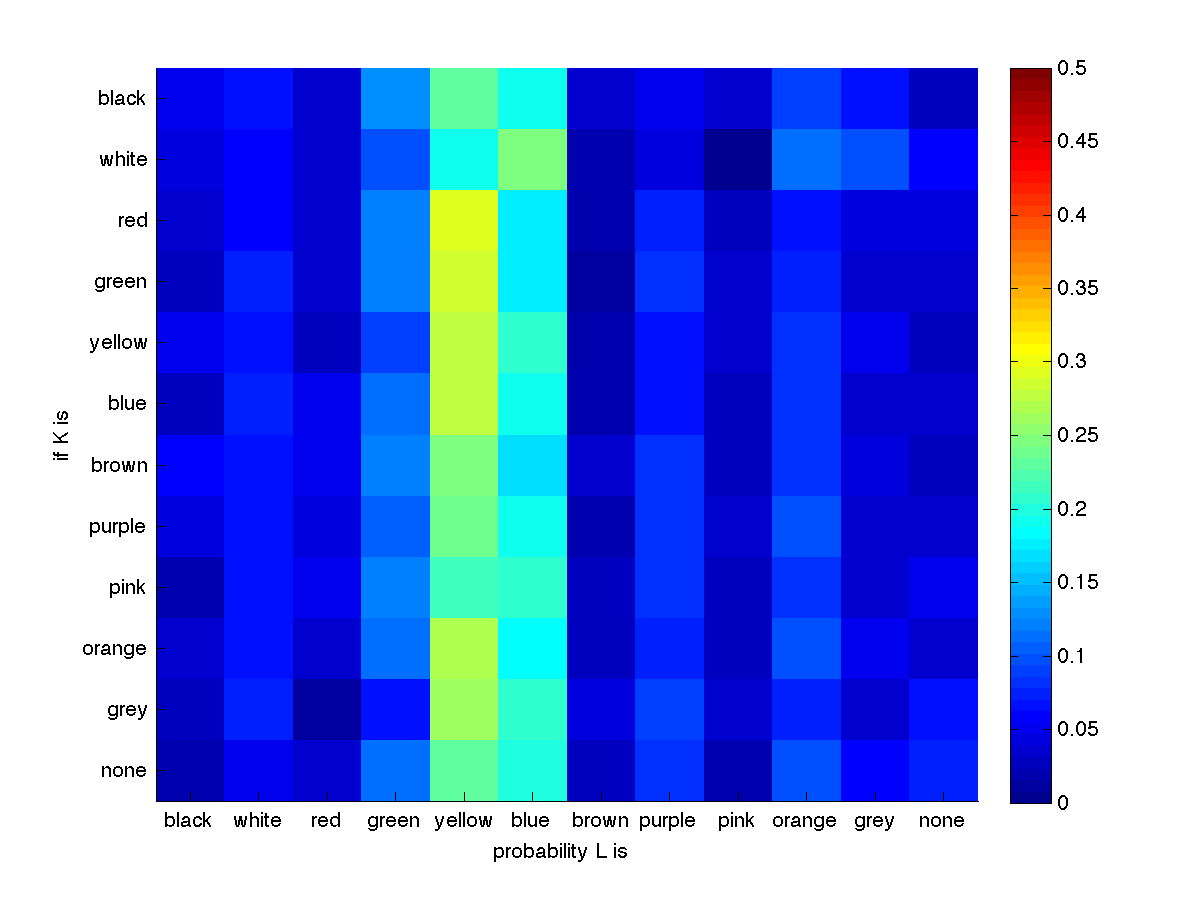 black
white
red
green
yellow
blue
brown
purple
pink
orange
grey
none
if K is
black white red green yellow blue brown purple pink orange grey none
probability L is
0.5
0.45
0.4
0.35
0.3
0.25
0.2
0.15
0.1
0.05
0